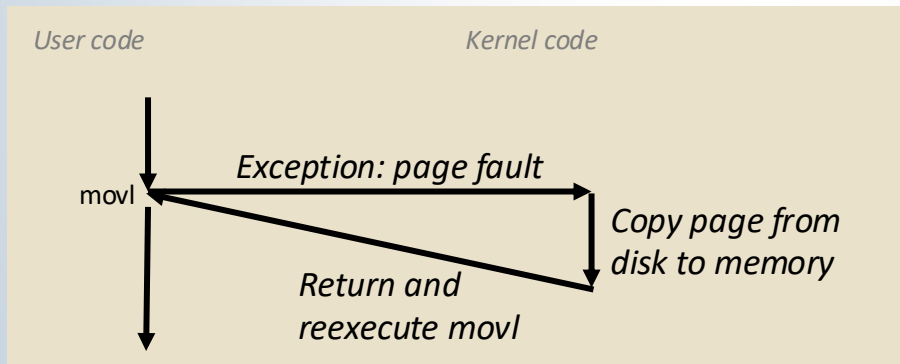 User code
Kernel code
Exception: page fault
movl
Copy page from
disk to memory
Return and
reexecute movl